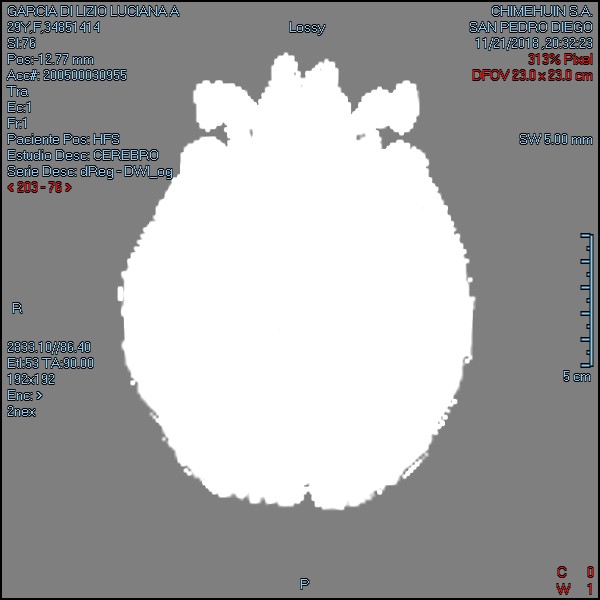 GARCIA DI LIZIO LUCIANA A
29Y,F,34851414
SI:76
Pos:-12.77 mm
Acc#: 200500030955
Tra
Ec:1
Fr:1
Paciente Pos: HFS
Estudio Desc: CEREBRO
Serie Desc: dReg - DWI_og
< 203 - 76 >
Lossy
CHIMEHUIN S.A.
SAN PEDRO DIEGO
11/21/2018 ,20:32:23
313% Pixel
DFOV 23.0 x 23.0 cm
SW 5.00 mm
R
2833.10//86.40
Etl:53 TA:90.00
192x192
Enc: >
2nex
5 cm
P
C 0
W 1